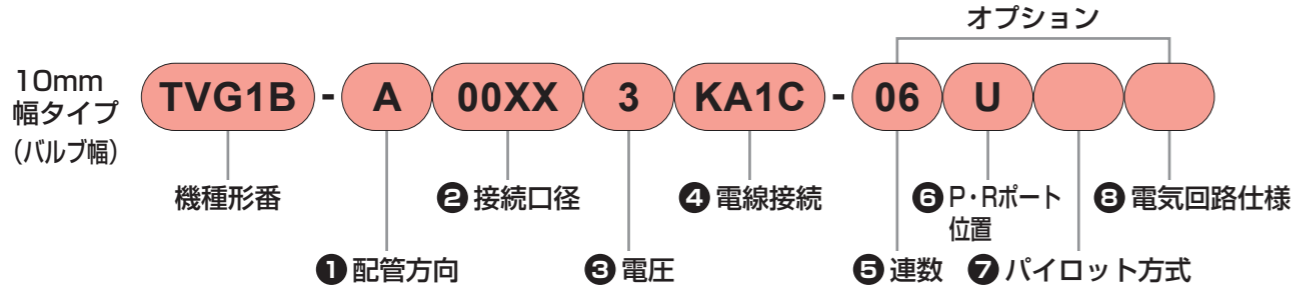 オプション
10mm
幅タイプ
(バルブ幅)
TVG1B - A 00XX 3 KA1C - 06 U
機種形番
❷ 接続口径
❹ 電線接続
❻ P・Rポート
位置
❽ 電気回路仕様
❶ 配管方向
❸ 電圧
❺ 連数
❼ パイロット方式